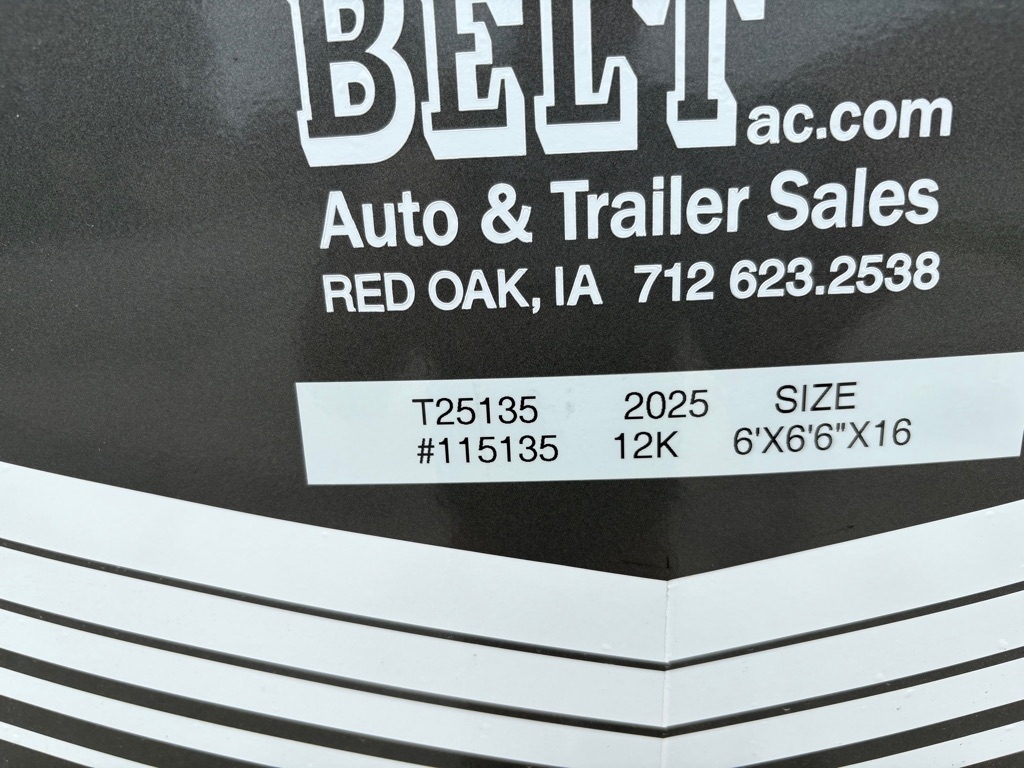 BELT ac.com
Auto & Trailer Sales
RED OAK, IA 712 623.2538
T25135 2025 SIZE
#115135 12K 6'X6'6"X16